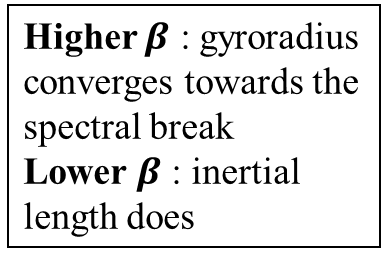 Higher β : gyroradius
converges towards the
spectral break
Lower β : inertial
length does